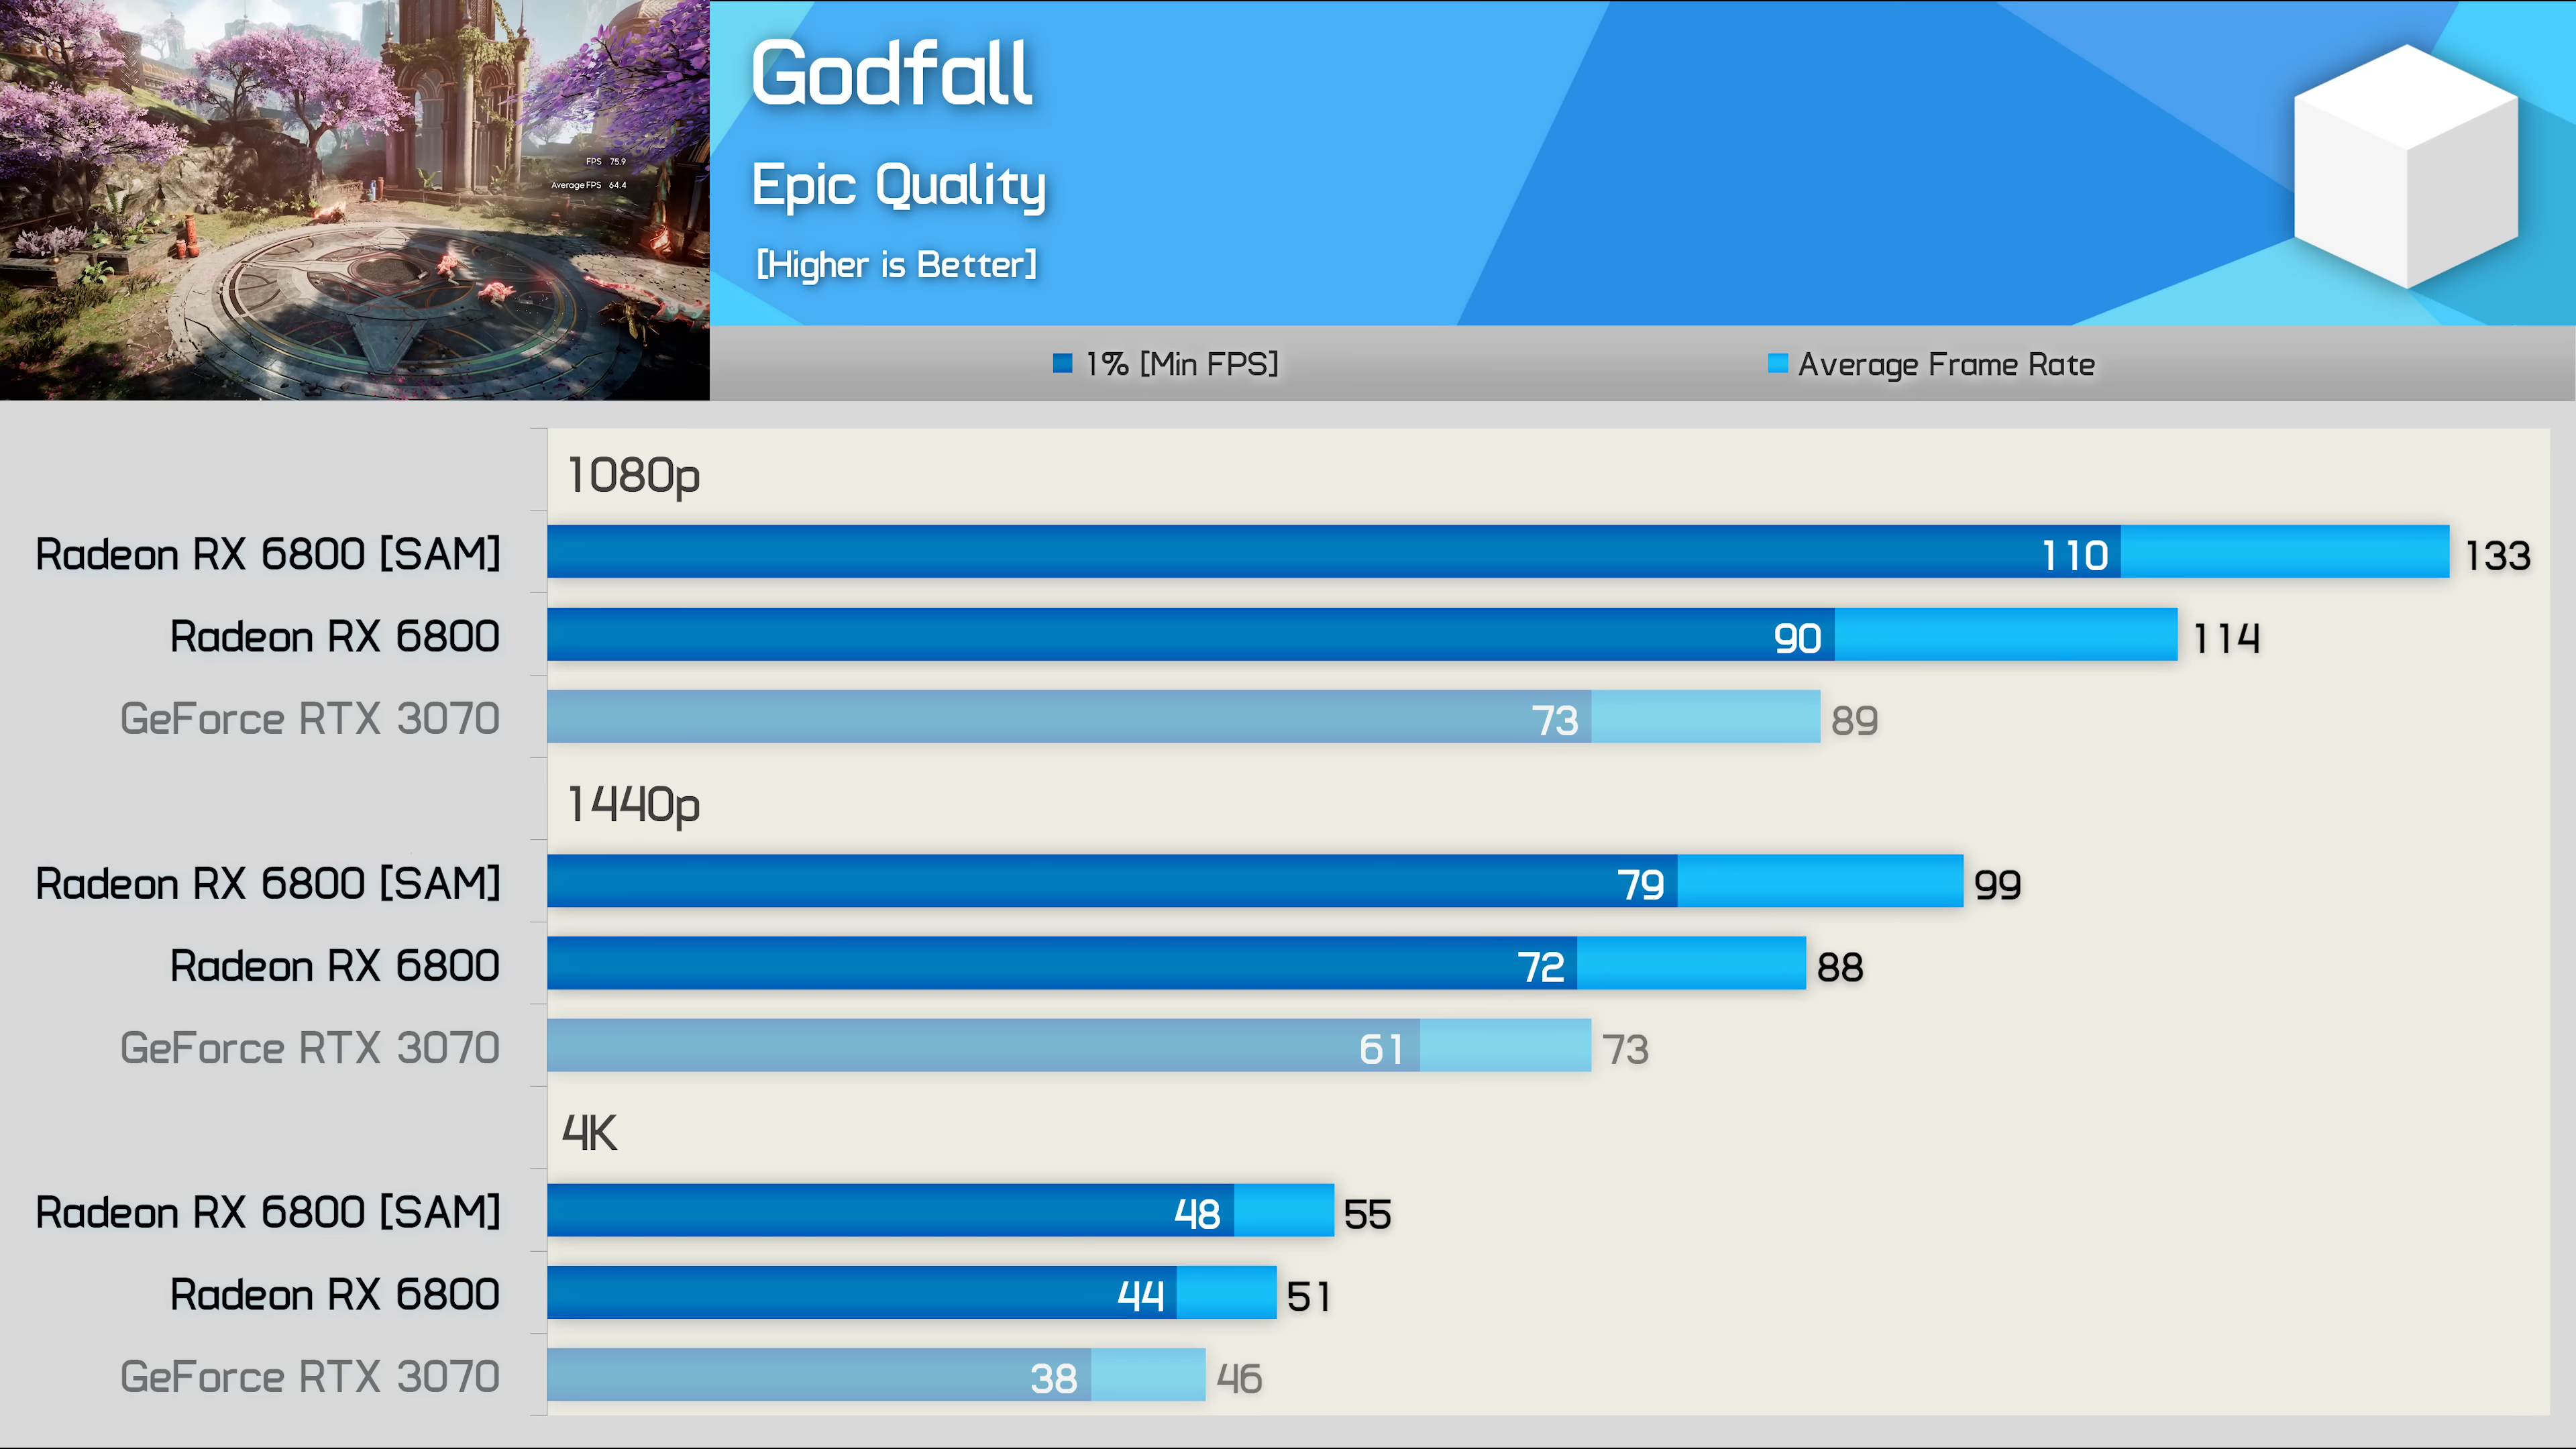 Godfall
Epic Quality
[Higher is Better]
FPS 75.9
Average FPS 64.4
1% [Min FPS]
Average Frame Rate
1080p
Radeon RX 6800 [SAM] 110 133
Radeon RX 6800 90 114
GeForce RTX 3070 73 89
1440p
Radeon RX 6800 [SAM] 79 99
Radeon RX 6800 72 88
GeForce RTX 3070 61 73
4K
Radeon RX 6800 [SAM] 48 55
Radeon RX 6800 44 51
GeForce RTX 3070 38 46